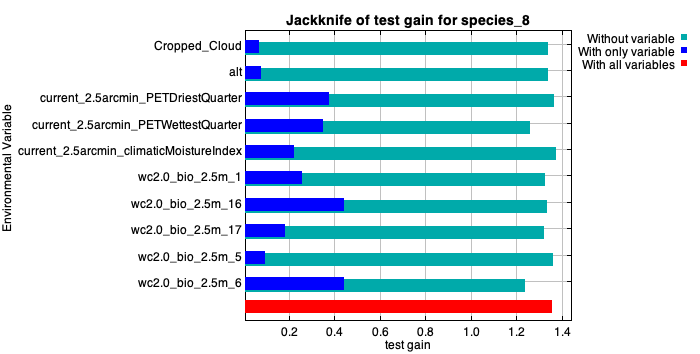 Jackknife of test gain for species_8
Without variable
With only variable
With all variables
Environmental Variable
Cropped_Cloud
alt
current_2.5arcmin_PETDriestQuarter
current_2.5arcmin_PETWettestQuarter
current_2.5arcmin_climaticMoistureIndex
wc2.0_bio_2.5m_1
wc2.0_bio_2.5m_16
wc2.0_bio_2.5m_17
wc2.0_bio_2.5m_5
wc2.0_bio_2.5m_6
0.2 0.4 0.6 0.8 1.0 1.2 1.4
test gain